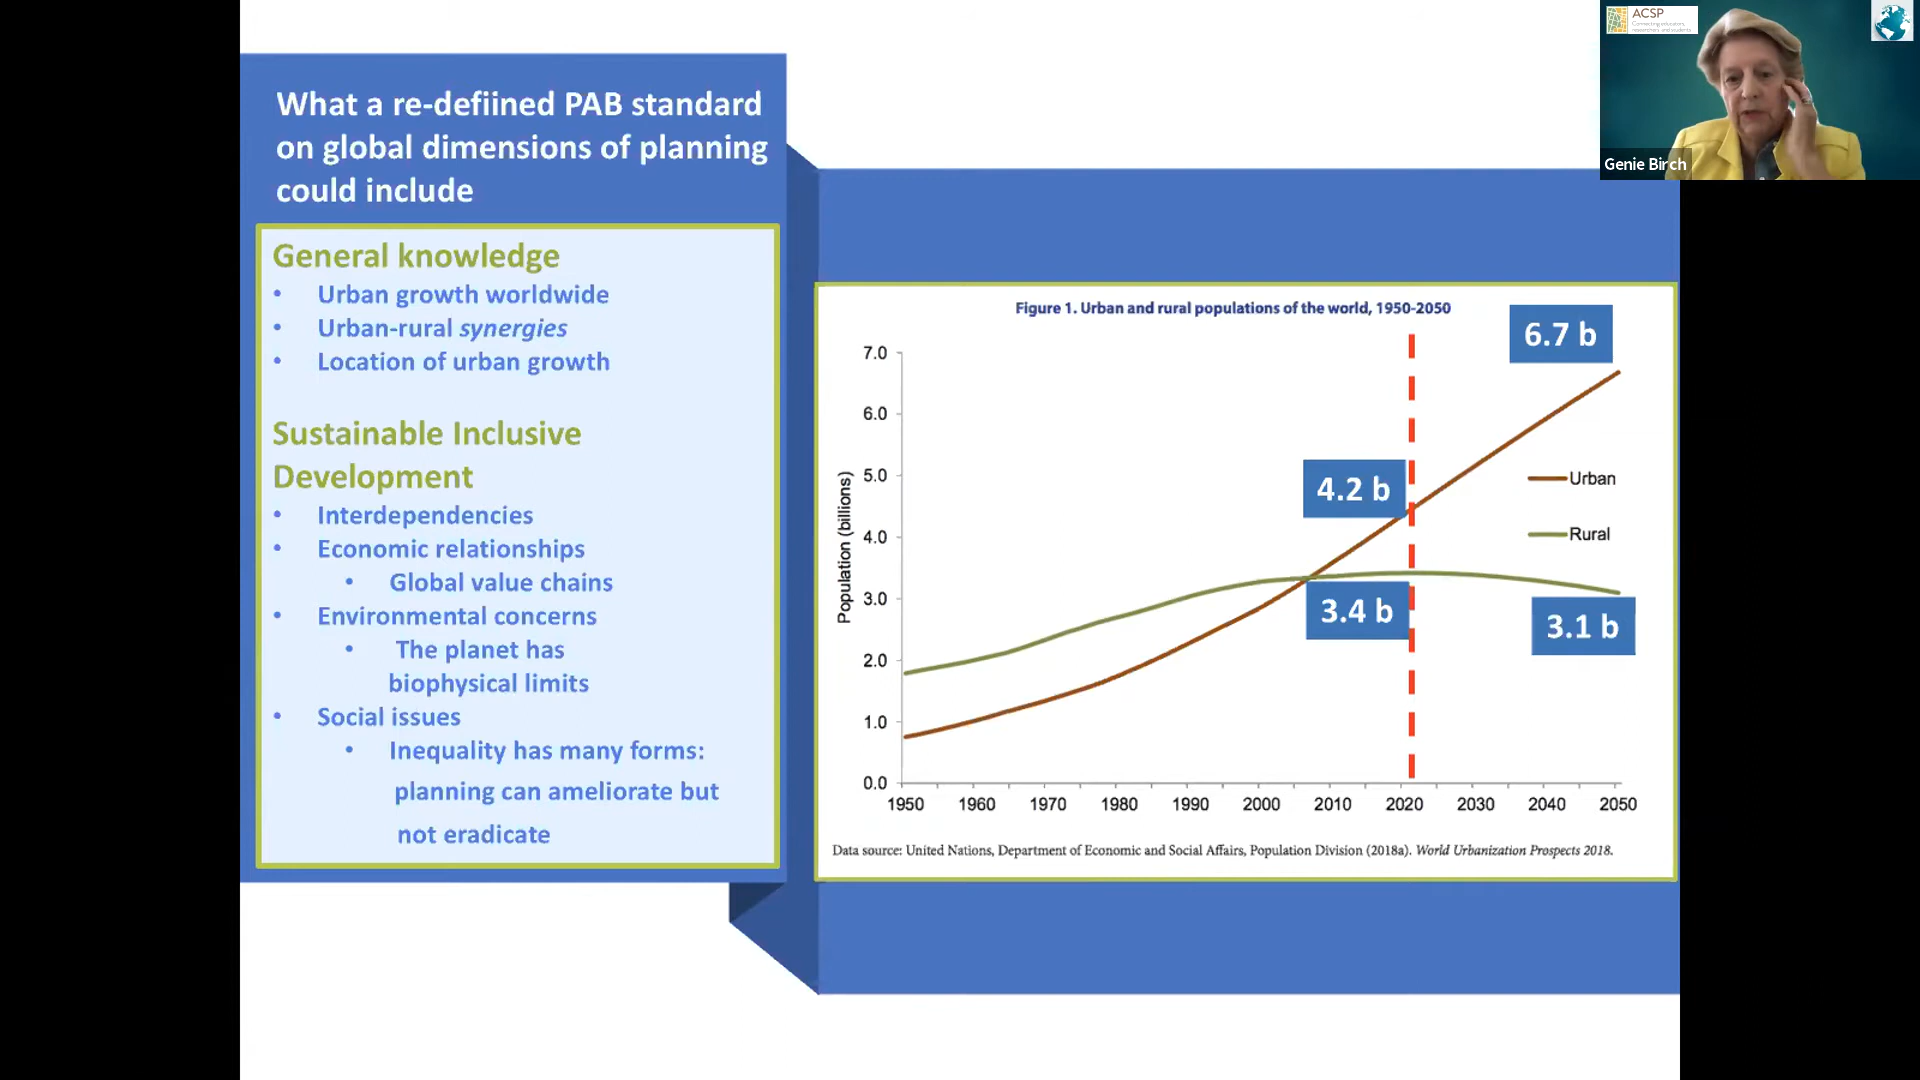 What a re-defiined PAB standard
on global dimensions of planning
could include
General knowledge
• Urban growth worldwide
• Urban-rural synergies
• Location of urban growth
Sustainable Inclusive
Development
• Interdependencies
• Economic relationships
• Global value chains
• Environmental concerns
• The planet has
biophysical limits
• Social issues
• Inequality has many forms:
planning can ameliorate but
not eradicate
Figure 1. Urban and rural populations of the world, 1950-2050
6.7 b
4.2 b
3.4 b
3.1 b
Urban
Rural
Population (billions)
7.0
6.0
5.0
4.0
3.0
2.0
1.0
0.0
1950 1960 1970 1980 1990 2000 2010 2020 2030 2040 2050
Data source: United Nations, Department of Economic and Social Affairs, Population Division (2018a). World Urbanization Prospects 2018.
ACSP
Connecting educators,
researchers and students
Genie Birch